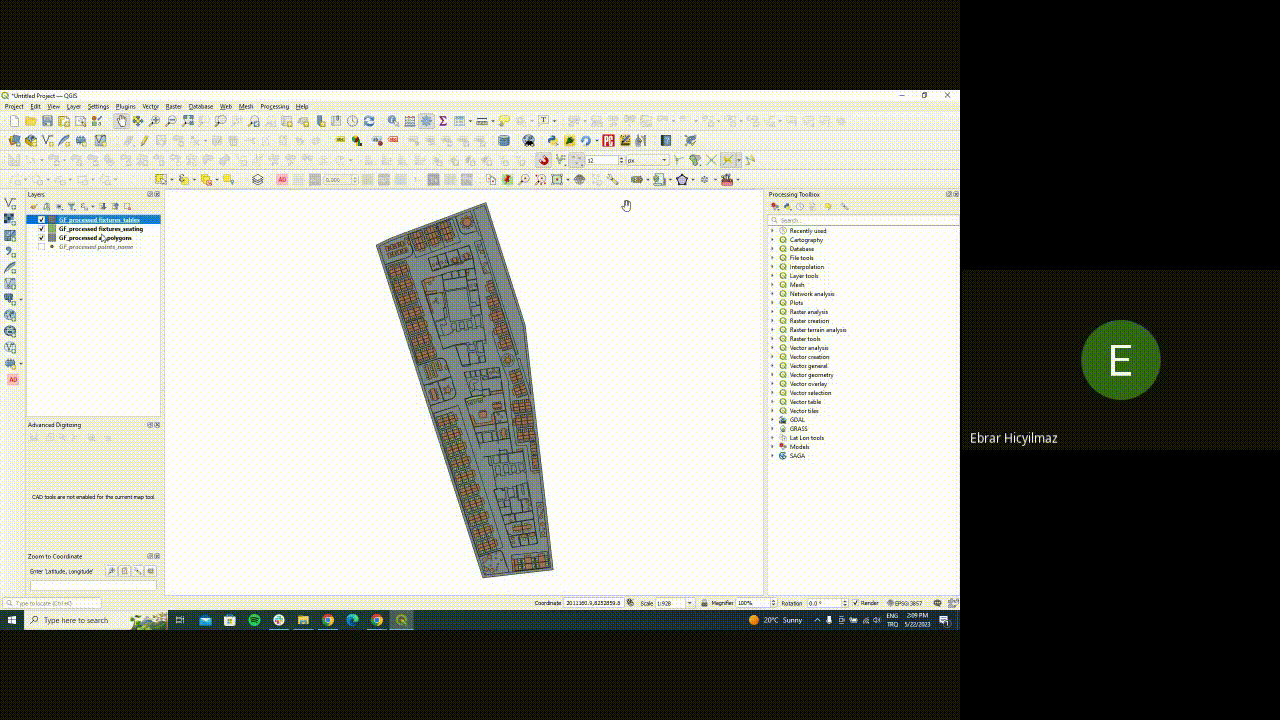 *Untitled Project — QGIS
Project Edit View Layer Settings Plugins Vector Raster Database Web Mesh Processing Help
12 px
0,000
Layers
GF_processed fixtures_tables
GF_processed fixtures_seating
GF_processed polygons
GF_processed points_name
Advanced Digitizing
CAD tools are not enabled for the current map tool
Zoom to Coordinate
Enter 'Latitude, Longitude'
Processing Toolbox
Search...
Recently used
Cartography
Database
File tools
Interpolation
Layer tools
Mesh
Network analysis
Plots
Raster analysis
Raster creation
Raster terrain analysis
Raster tools
Vector analysis
Vector creation
Vector general
Vector geometry
Vector overlay
Vector selection
Vector table
Vector tiles
GDAL
GRASS
Lat Lon tools
Models
SAGA
Type to locate (Ctrl+K)
Coordinate 2011160.9,8252859.8 Scale 1:928 Magnifier 100% Rotation 0.0 ° Render EPSG:3857
Type here to search
20°C Sunny
ENG
TRQ
2:09 PM
5/22/2023
E
Ebrar Hicyilmaz